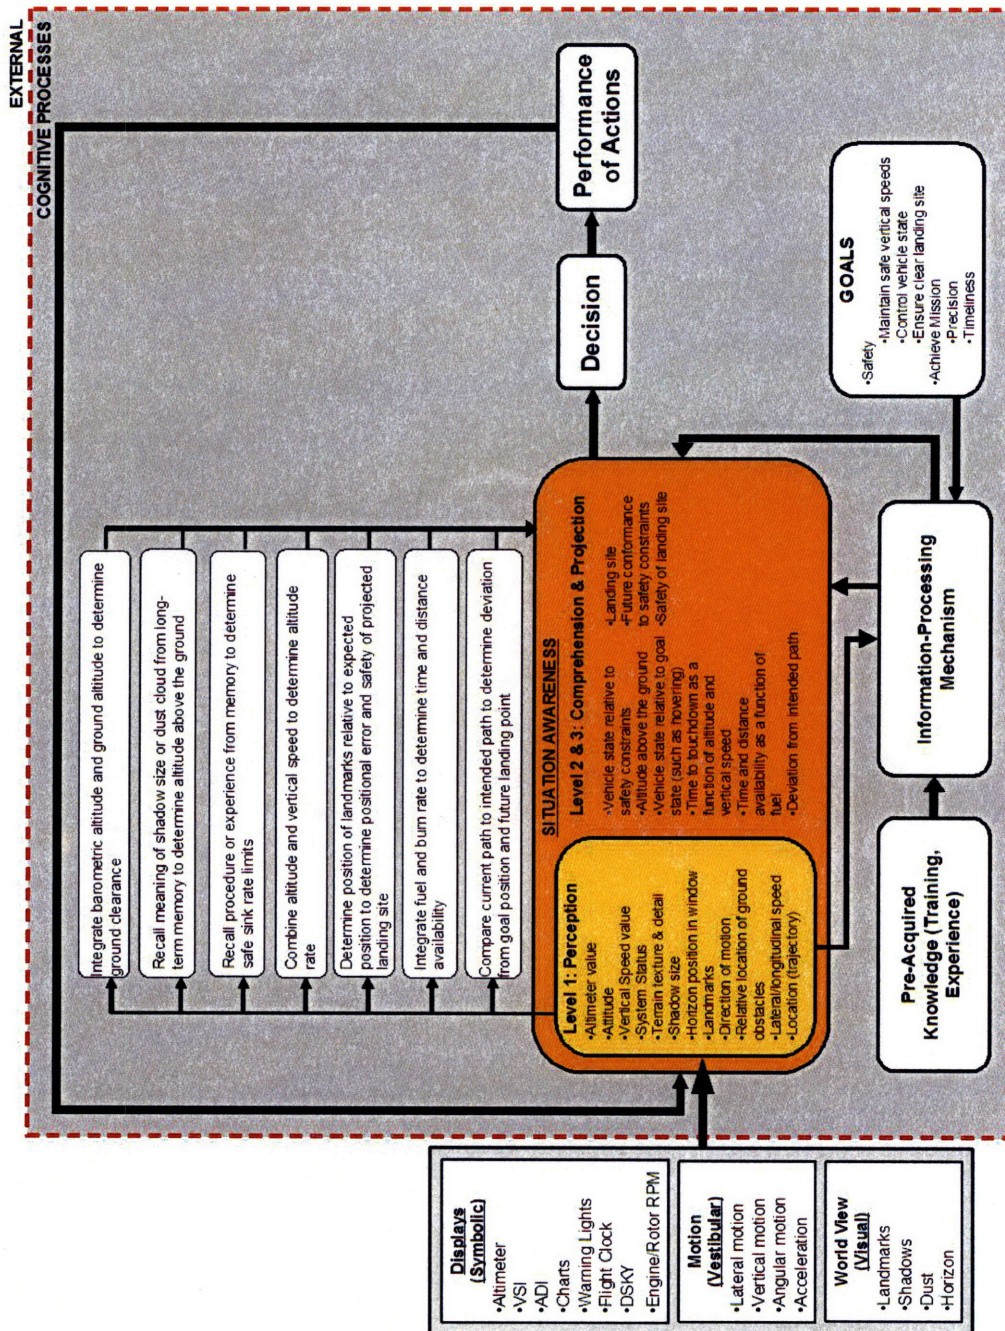 EXTERNAL
COGNITIVE PROCESSES
Displays
(Symbolic)
•Altimeter
•VSI
•ADI
•Charts
•Warning Lights
•Flight Clock
•DSKY
•Engine/Rotor RPM
Motion
(Vestibular)
•Lateral motion
•Vertical motion
•Angular motion
•Acceleration
World View
(Visual)
•Landmarks
•Shadows
•Dust
•Horizon
Integrate barometric altitude and ground altitude to determine
ground clearance
Recall meaning of shadow size or dust cloud from long-
term memory to determine altitude above the ground
Recall procedure or experience from memory to determine
safe sink rate limits
Combine altitude and vertical speed to determine altitude
rate
Determine position of landmarks relative to expected
position to determine positional error and safety of projected
landing site
Integrate fuel and burn rate to determine time and distance
availability
Compare current path to intended path to determine deviation
from goal position and future landing point
SITUATION AWARENESS
Level 1: Perception
•Altimeter value
•Attitude
•Vertical Speed value
•System Status
•Terrain texture & detail
•Shadow size
•Horizon position in window
•Landmarks
•Direction of motion
•Relative location of ground
obstacles
•Lateral/longitudinal speed
•Location (trajectory)
Level 2 & 3: Comprehension & Projection
•Vehicle state relative to
safety constraints
•Altitude above the ground
•Vehicle state relative to goal
state (such as hovering)
•Time to touchdown as a
function of altitude and
vertical speed
•Time and distance
availability as a function of
fuel
•Deviation from intended path
•Landing site
•Future conformance
to safety constraints
•Safety of landing site
Decision
Performance
of Actions
Pre-Acquired
Knowledge (Training,
Experience)
Information-Processing
Mechanism
GOALS
•Safety
•Maintain safe vertical speeds
•Control vehicle state
•Ensure clear landing site
•Achieve Mission
•Precision
•Timeliness